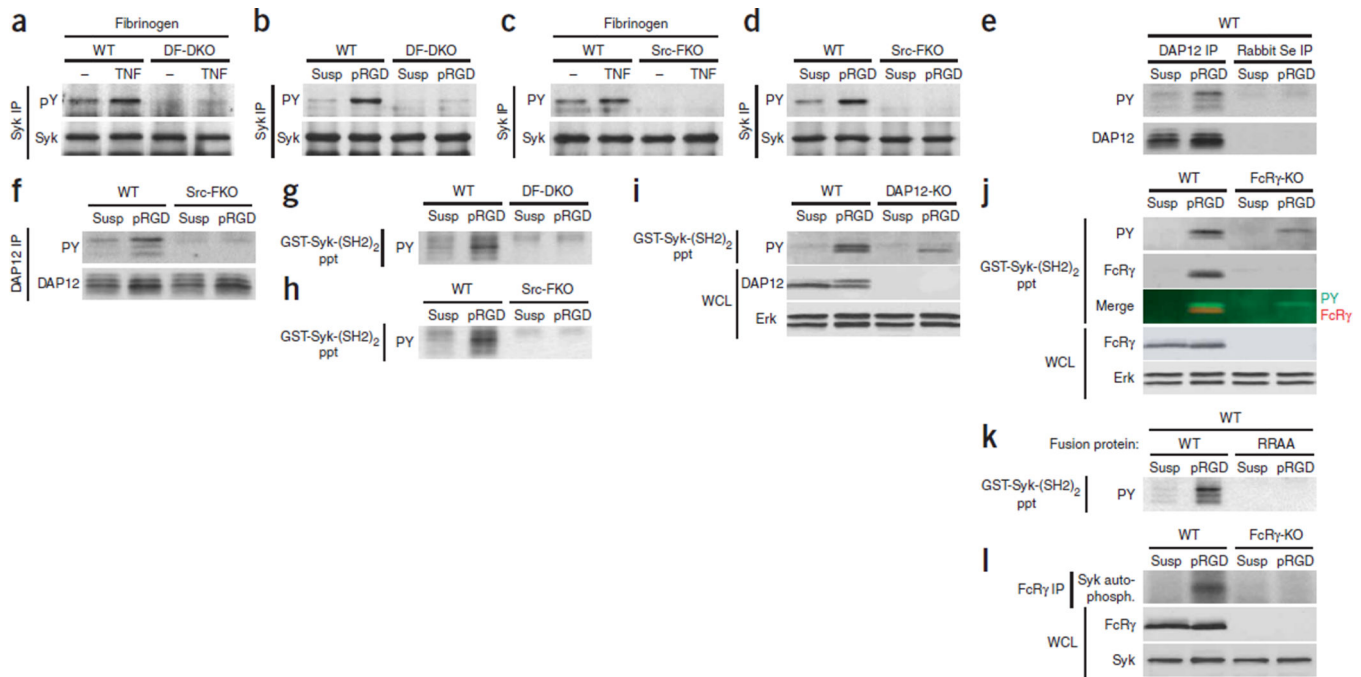 a
Fibrinogen
WT DF-DKO
– TNF – TNF
Syk IP
PY
Syk
b
WT DF-DKO
Susp pRGD Susp pRGD
Syk IP
PY
Syk
c
Fibrinogen
WT Src-FKO
– TNF – TNF
Syk IP
PY
Syk
d
WT Src-FKO
Susp pRGD Susp pRGD
Syk IP
PY
Syk
e
WT
DAP12 IP Rabbit Se IP
Susp pRGD Susp pRGD
PY
DAP12
f
WT Src-FKO
Susp pRGD Susp pRGD
DAP12 IP
PY
DAP12
g
WT DF-DKO
Susp pRGD Susp pRGD
GST-Syk-(SH2)2 ppt
PY
h
WT Src-FKO
Susp pRGD Susp pRGD
GST-Syk-(SH2)2 ppt
PY
i
WT DAP12-KO
Susp pRGD Susp pRGD
GST-Syk-(SH2)2 ppt
PY
WCL
DAP12
Erk
j
WT FcRγ-KO
Susp pRGD Susp pRGD
GST-Syk-(SH2)2 ppt
PY
FcRγ
Merge
PY
FcRγ
WCL
FcRγ
Erk
k
WT
Fusion protein: WT RRAA
Susp pRGD Susp pRGD
GST-Syk-(SH2)2 ppt
PY
l
WT FcRγ-KO
Susp pRGD Susp pRGD
FcRγ IP
Syk auto-
phosph.
WCL
FcRγ
Syk